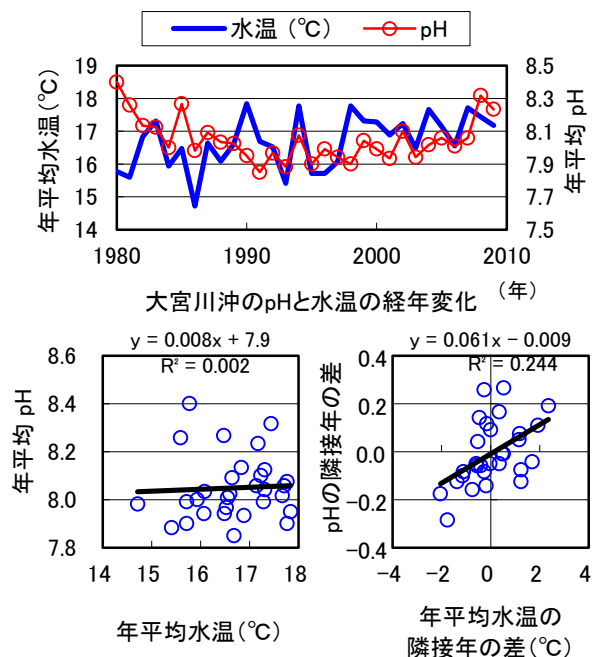 水温（℃） pH
年平均水温（℃）
19
18
17
16
15
14
8.5
8.3
8.1
7.9
7.7
7.5
年平均 pH
1980 1990 2000 2010
（年）
大宮川沖のpHと水温の経年変化
y = 0.008x + 7.9
R² = 0.002
年平均 pH
8.6
8.4
8.2
8.0
7.8
14 15 16 17 18
年平均水温（℃）
y = 0.061x − 0.009
R² = 0.244
pHの隣接年の差
0.4
0.2
0.0
−0.2
−0.4
−4 −2 0 2 4
年平均水温の
隣接年の差（℃）